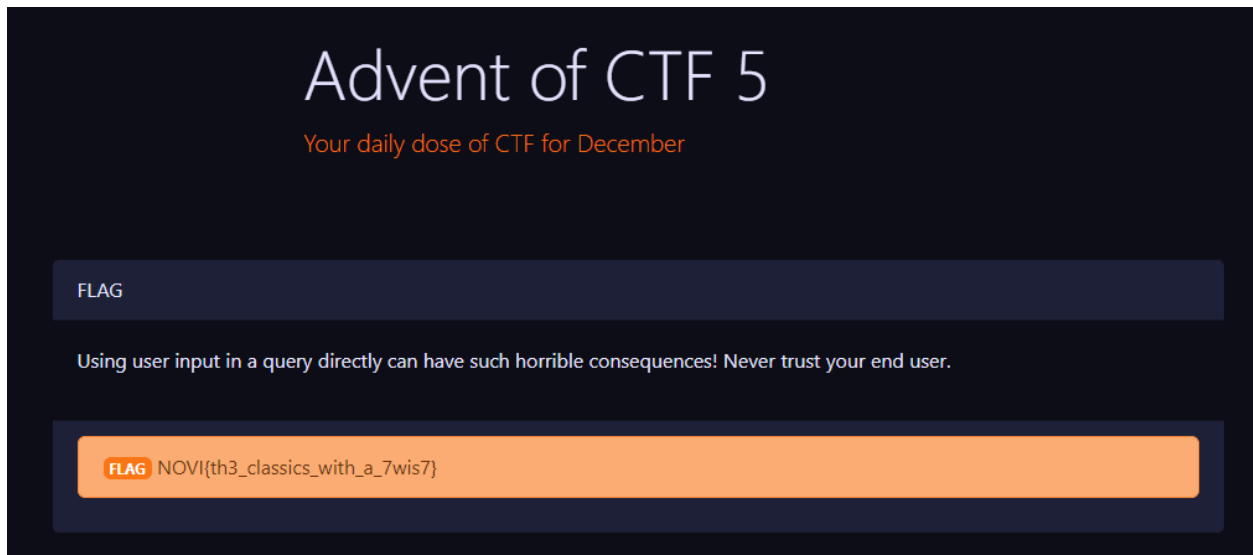 Advent of CTF 5
Your daily dose of CTF for December
FLAG
Using user input in a query directly can have such horrible consequences! Never trust your end user.
FLAG NOVI{th3_classics_with_a_7wis7}